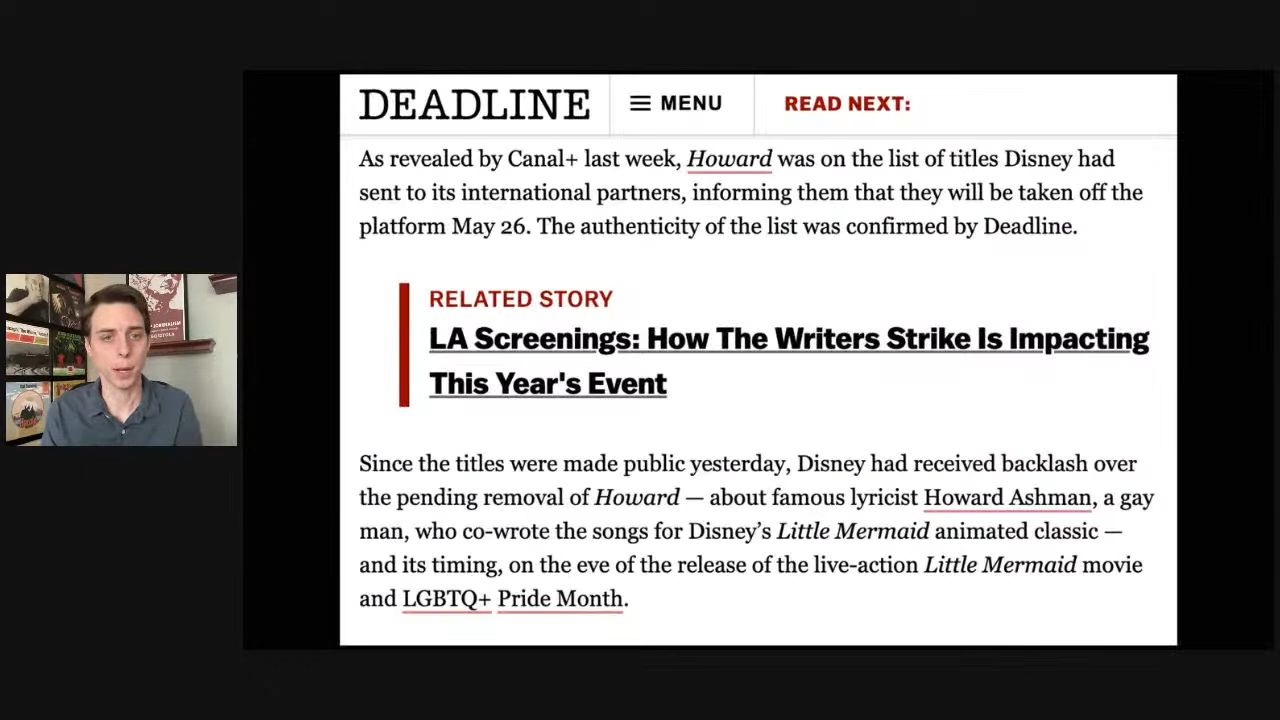 DEADLINE
MENU
READ NEXT:
As revealed by Canal+ last week, Howard was on the list of titles Disney had
sent to its international partners, informing them that they will be taken off the
platform May 26. The authenticity of the list was confirmed by Deadline.
RELATED STORY
LA Screenings: How The Writers Strike Is Impacting
This Year's Event
Since the titles were made public yesterday, Disney had received backlash over
the pending removal of Howard — about famous lyricist Howard Ashman, a gay
man, who co-wrote the songs for Disney’s Little Mermaid animated classic —
and its timing, on the eve of the release of the live-action Little Mermaid movie
and LGBTQ+ Pride Month.